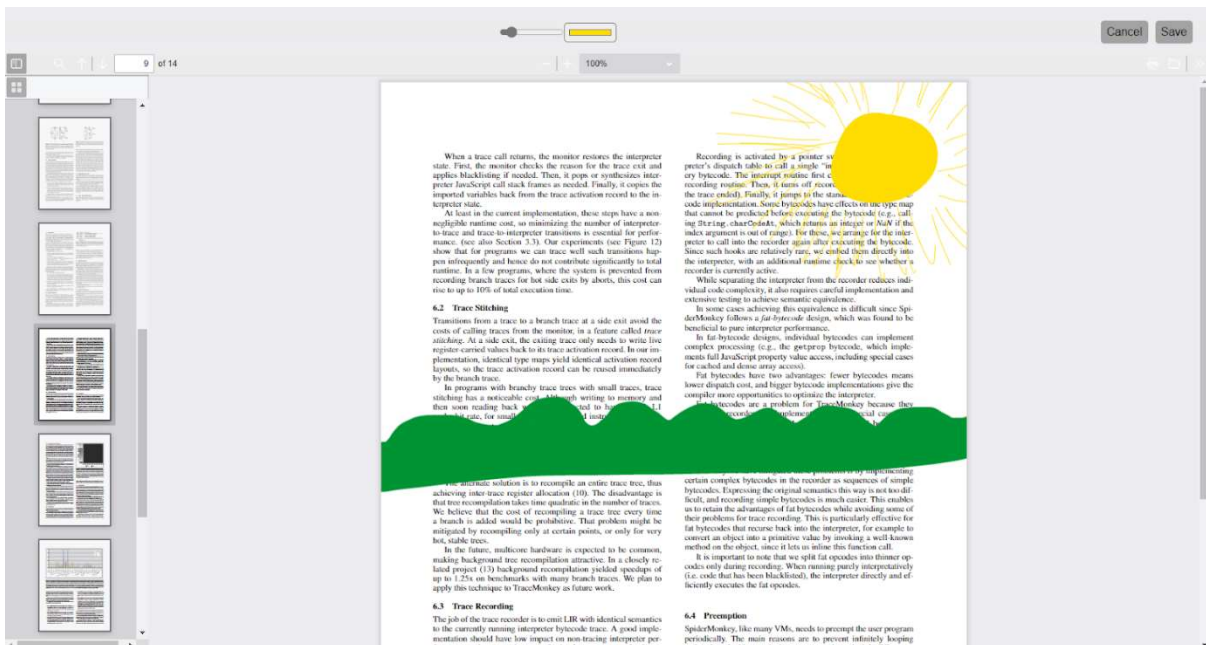 Cancel Save
9 of 14
100%
When a trace call returns, the monitor restores the interpreter
state. First, the monitor checks the reason for the trace exit and
applies blacklisting if needed. Then, it pops or synthesizes inter-
preter JavaScript call stack frames as needed. Finally, it copies the
imported variables back from the trace activation record to the in-
terpreter state.
At least in the current implementation, these steps have a non-
negligible runtime cost, so minimizing the number of interpreter-
to-trace and trace-to-interpreter transitions is essential for perfor-
mance. (see also Section 3.3). Our experiments (see Figure 12)
show that for programs we can trace well such transitions hap-
pen infrequently and hence do not contribute significantly to total
runtime. In a few programs, where the system is prevented from
recording branch traces for hot side exits by aborts, this cost can
rise to up to 10% of total execution time.
6.2 Trace Stitching
Transitions from a trace to a branch trace at a side exit avoid the
costs of calling traces from the monitor, in a feature called trace
stitching. At a side exit, the exiting trace only needs to write live
register-carried values back to its trace activation record. In our im-
plementation, identical type maps yield identical activation record
layouts, so the trace activation record can be reused immediately
by the branch trace.
In programs with branchy trace trees with small traces, trace
stitching has a noticeable cost. writing to memory and
then soon reading back
rate, for small
The alternate solution is to recompile an entire trace tree, thus
achieving inter-trace register allocation (10). The disadvantage is
that tree recompilation takes time quadratic in the number of traces.
We believe that the cost of recompiling a trace tree every time
a branch is added would be prohibitive. That problem might be
mitigated by recompiling only at certain points, or only for very
hot, stable trees.
In the future, multicore hardware is expected to be common,
making background tree recompilation attractive. In a closely re-
lated project (13) background recompilation yielded speedups of
up to 1.25x on benchmarks with many branch traces. We plan to
apply this technique to TraceMonkey as future work.
6.3 Trace Recording
The job of the trace recorder is to emit LIR with identical semantics
to the currently running interpreter bytecode trace. A good imple-
mentation should have low impact on non-tracing interpreter per-
Recording is activated by a pointer
preter's dispatch table to call a single
ery bytecode. The interrupt routine first
recording routine. Then, it turns off
the trace ended). Finally, it jumps to the
code implementation. Some bytecodes have effects on the type map
that cannot be predicted before executing the bytecode (e.g., call-
ing String.charCodeAt, which returns an integer or NaN if the
index argument is out of range). For these, we arrange for the inter-
preter to call into the recorder again after executing the bytecode.
Since such hooks are relatively rare, we embed them directly into
the interpreter, with an additional runtime check to see whether a
recorder is currently active.
While separating the interpreter from the recorder reduces indi-
vidual code complexity, it also requires careful implementation and
extensive testing to achieve semantic equivalence.
In some cases achieving this equivalence is difficult since Spi-
derMonkey follows a fat-bytecode design, which was found to be
beneficial to pure interpreter performance.
In fat-bytecode designs, individual bytecodes can implement
complex processing (e.g., the getprop bytecode, which imple-
ments full JavaScript property value access, including special cases
for cached and dense array access).
Fat bytecodes have two advantages: fewer bytecodes means
lower dispatch cost, and bigger bytecode implementations give the
compiler more opportunities to optimize the interpreter.
Fat bytecodes are a problem for TraceMonkey because they
implementing
certain complex bytecodes in the recorder as sequences of simple
bytecodes. Expressing the original semantics this way is not too dif-
ficult, and recording simple bytecodes is much easier. This enables
us to retain the advantages of fat bytecodes while avoiding some of
their problems for trace recording. This is particularly effective for
fat bytecodes that recurse back into the interpreter, for example to
convert an object into a primitive value by invoking a well-known
method on the object, since it lets us inline this function call.
It is important to note that we split fat opcodes into thinner op-
codes only during recording. When running purely interpretatively
(i.e. code that has been blacklisted), the interpreter directly and ef-
ficiently executes the fat opcodes.
6.4 Preemption
SpiderMonkey, like many VMs, needs to preempt the user program
periodically. The main reasons are to prevent infinitely looping